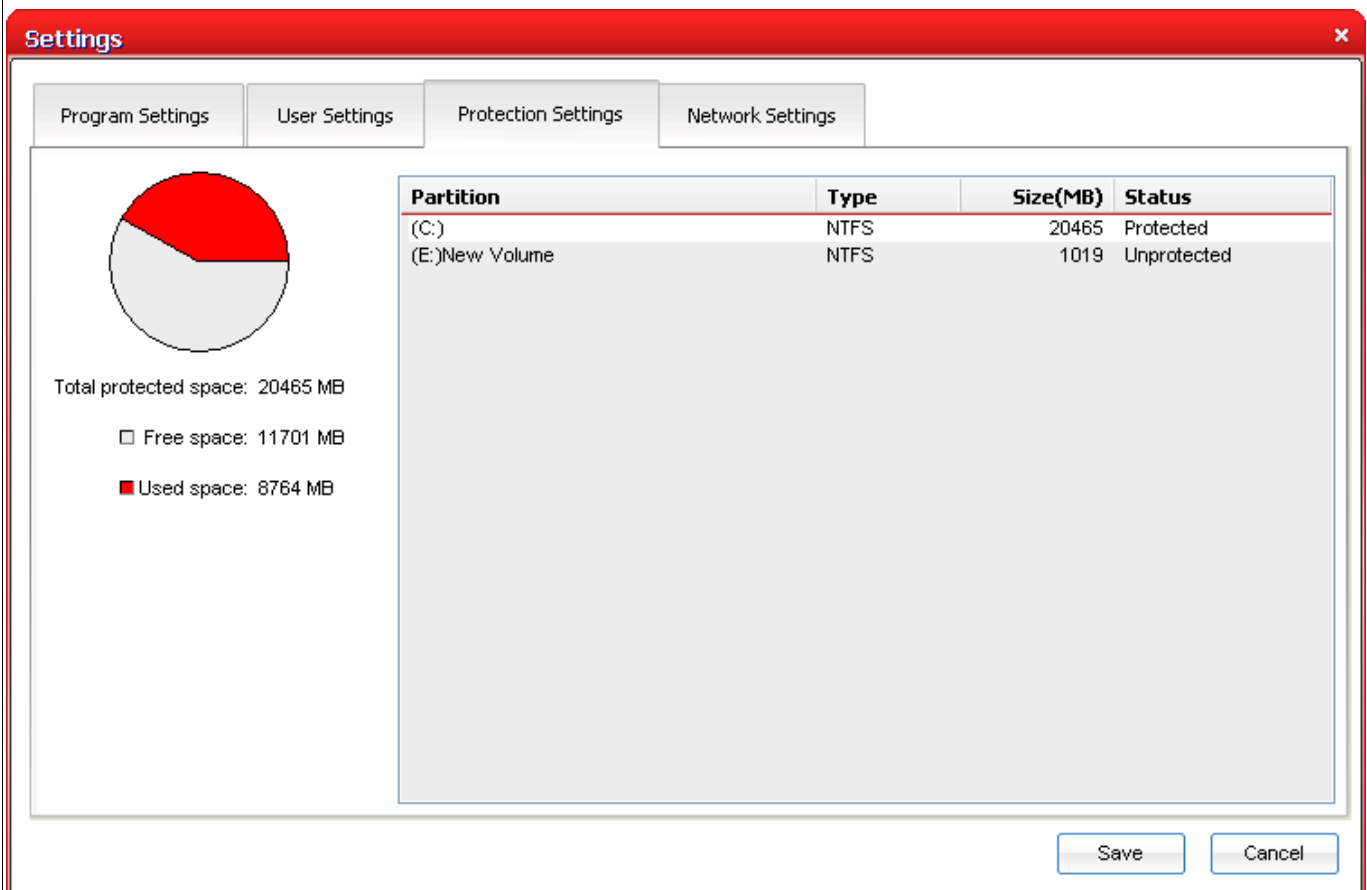 Settings
Program Settings User Settings Protection Settings Network Settings
Partition Type Size(MB) Status
(C:) NTFS 20465 Protected
(E:)New Volume NTFS 1019 Unprotected
Total protected space: 20465 MB
Free space: 11701 MB
Used space: 8764 MB
Save Cancel